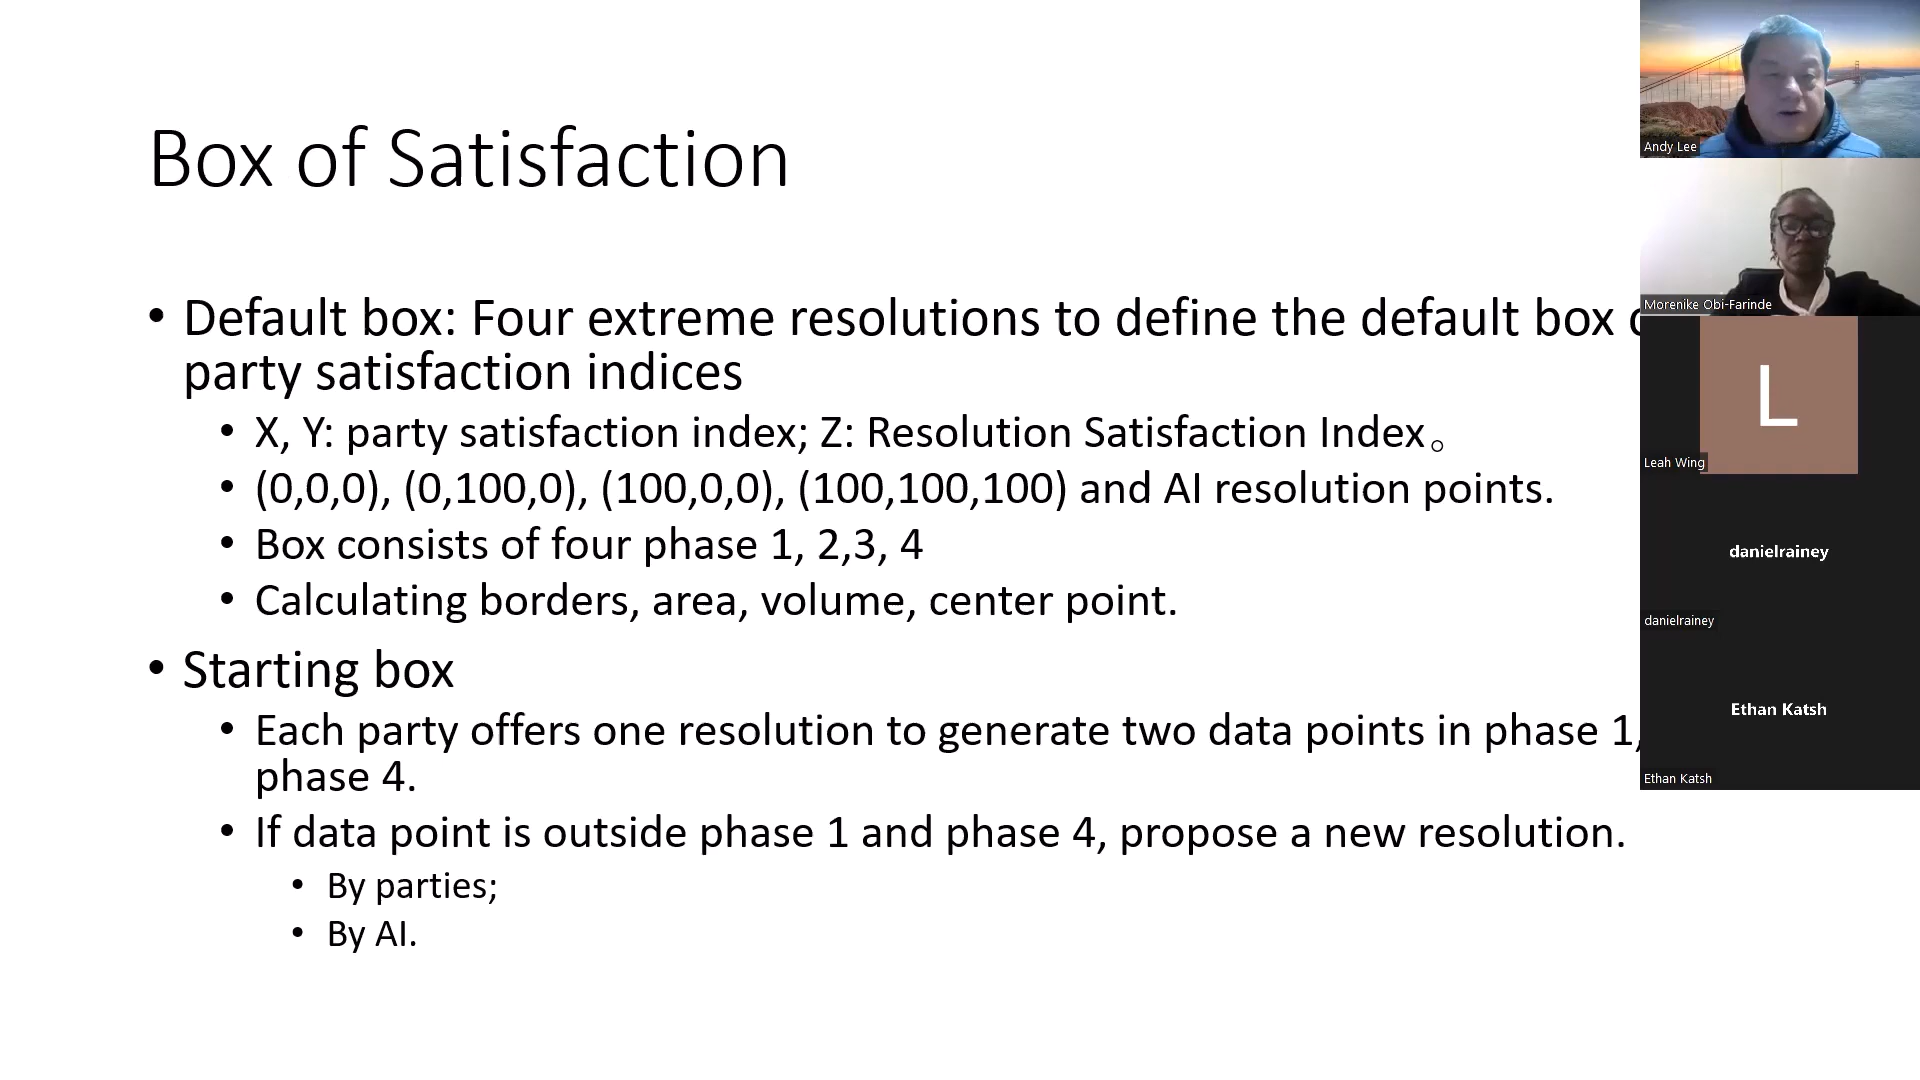 Box of Satisfaction
• Default box: Four extreme resolutions to define the default box
party satisfaction indices
• X, Y: party satisfaction index; Z: Resolution Satisfaction Index。
• (0,0,0), (0,100,0), (100,0,0), (100,100,100) and AI resolution points.
• Box consists of four phase 1, 2,3, 4
• Calculating borders, area, volume, center point.
• Starting box
• Each party offers one resolution to generate two data points in phase 1,
phase 4.
• If data point is outside phase 1 and phase 4, propose a new resolution.
• By parties;
• By AI.
Andy Lee
Morenike Obi-Farinde
L
Leah Wing
danielrainey
danielrainey
Ethan Katsh
Ethan Katsh